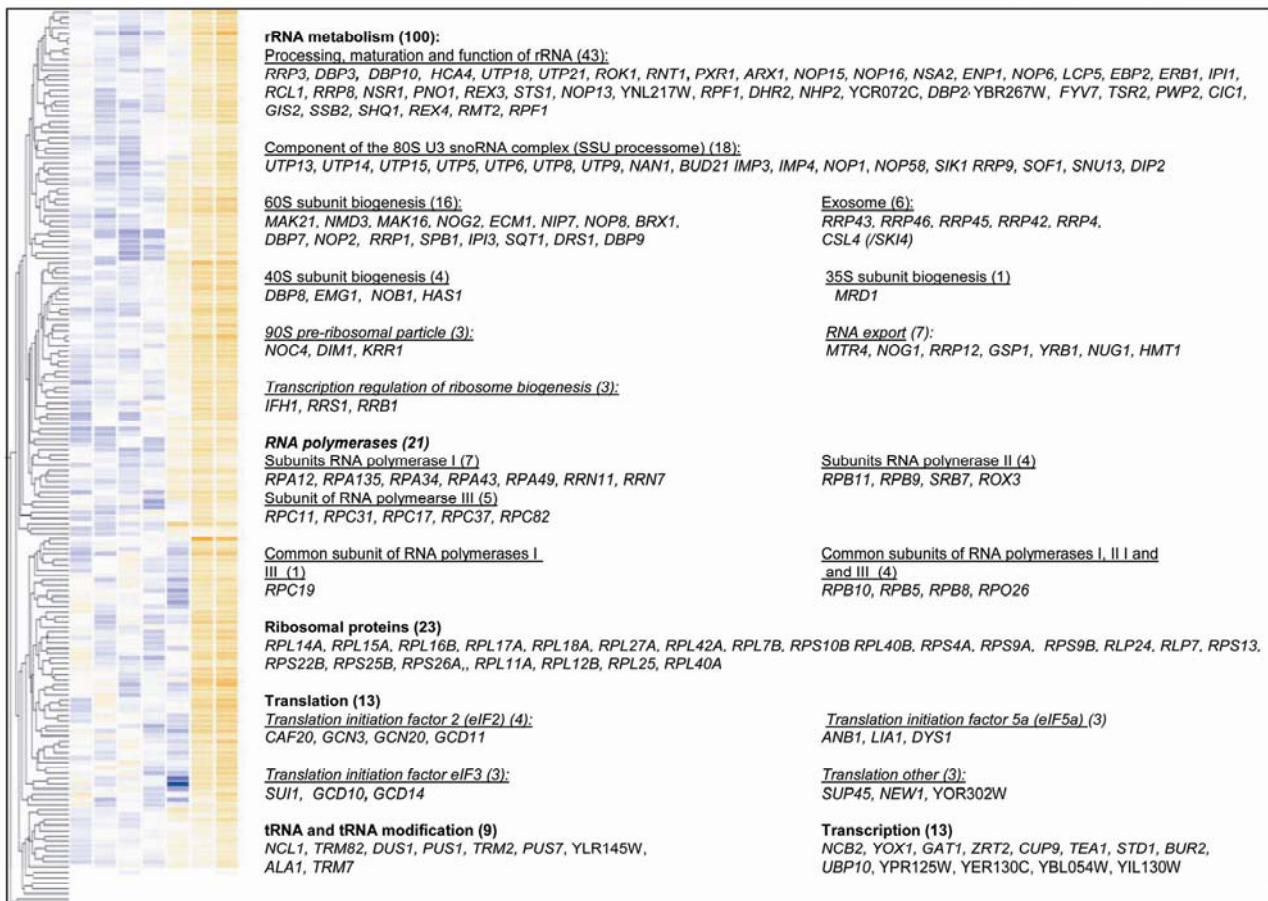 rRNA metabolism (100):
Processing, maturation and function of rRNA (43):
RRP3, DBP3, DBP10, HCA4, UTP18, UTP21, ROK1, RNT1, PXR1, ARX1, NOP15, NOP16, NSA2, ENP1, NOP6, LCP5, EBP2, ERB1, IPI1,
RCL1, RRP8, NSR1, PNO1, REX3, STS1, NOP13, YNL217W, RPF1, DHR2, NHP2, YCR072C, DBP2, YBR267W, FYV7, TSR2, PWP2, CIC1,
GIS2, SSB2, SHQ1, REX4, RMT2, RPF1
Component of the 80S U3 snoRNA complex (SSU processome) (18):
UTP13, UTP14, UTP15, UTP5, UTP6, UTP8, UTP9, NAN1, BUD21 IMP3, IMP4, NOP1, NOP58, SIK1 RRP9, SOF1, SNU13, DIP2
60S subunit biogenesis (16):
MAK21, NMD3, MAK16, NOG2, ECM1, NIP7, NOP8, BRX1,
DBP7, NOP2, RRP1, SPB1, IPI3, SQT1, DRS1, DBP9
Exosome (6):
RRP43, RRP46, RRP45, RRP42, RRP4,
CSL4 (/SKI4)
40S subunit biogenesis (4)
DBP8, EMG1, NOB1, HAS1
35S subunit biogenesis (1)
MRD1
90S pre-ribosomal particle (3):
NOC4, DIM1, KRR1
RNA export (7):
MTR4, NOG1, RRP12, GSP1, YRB1, NUG1, HMT1
Transcription regulation of ribosome biogenesis (3):
IFH1, RRS1, RRB1
RNA polymerases (21)
Subunits RNA polymerase I (7)
RPA12, RPA135, RPA34, RPA43, RPA49, RRN11, RRN7
Subunit of RNA polymearse III (5)
RPC11, RPC31, RPC17, RPC37, RPC82
Subunits RNA polynerase II (4)
RPB11, RPB9, SRB7, ROX3
Common subunit of RNA polymerases I
III (1)
RPC19
Common subunits of RNA polymerases I, II I and
and III (4)
RPB10, RPB5, RPB8, RPO26
Ribosomal proteins (23)
RPL14A, RPL15A, RPL16B, RPL17A, RPL18A, RPL27A, RPL42A, RPL7B, RPS10B RPL40B, RPS4A, RPS9A, RPS9B, RLP24, RLP7, RPS13,
RPS22B, RPS25B, RPS26A,, RPL11A, RPL12B, RPL25, RPL40A
Translation (13)
Translation initiation factor 2 (eIF2) (4):
CAF20, GCN3, GCN20, GCD11
Translation initiation factor 5a (eIF5a) (3)
ANB1, LIA1, DYS1
Translation initiation factor eIF3 (3):
SUI1, GCD10, GCD14
Translation other (3):
SUP45, NEW1, YOR302W
tRNA and tRNA modification (9)
NCL1, TRM82, DUS1, PUS1, TRM2, PUS7, YLR145W,
ALA1, TRM7
Transcription (13)
NCB2, YOX1, GAT1, ZRT2, CUP9, TEA1, STD1, BUR2,
UBP10, YPR125W, YER130C, YBL054W, YIL130W